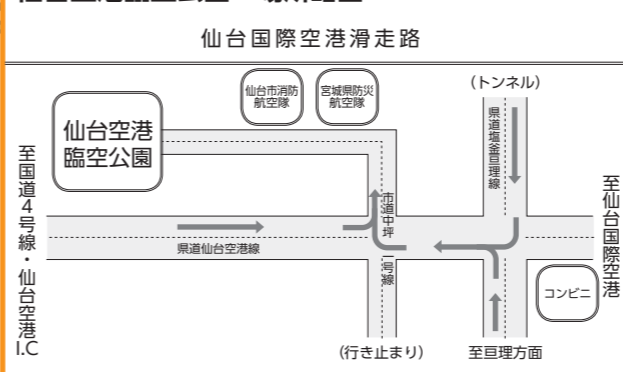 仙台国際空港滑走路
仙台市消防
航空隊
宮城県防災
航空隊
(トンネル)
仙台空港
臨空公園
県道塩釜亘理線
至国道4号線・仙台空港I.C
市道中坪二号線
至仙台国際空港
県道仙台空港線
コンビニ
(行き止まり)
至亘理方面